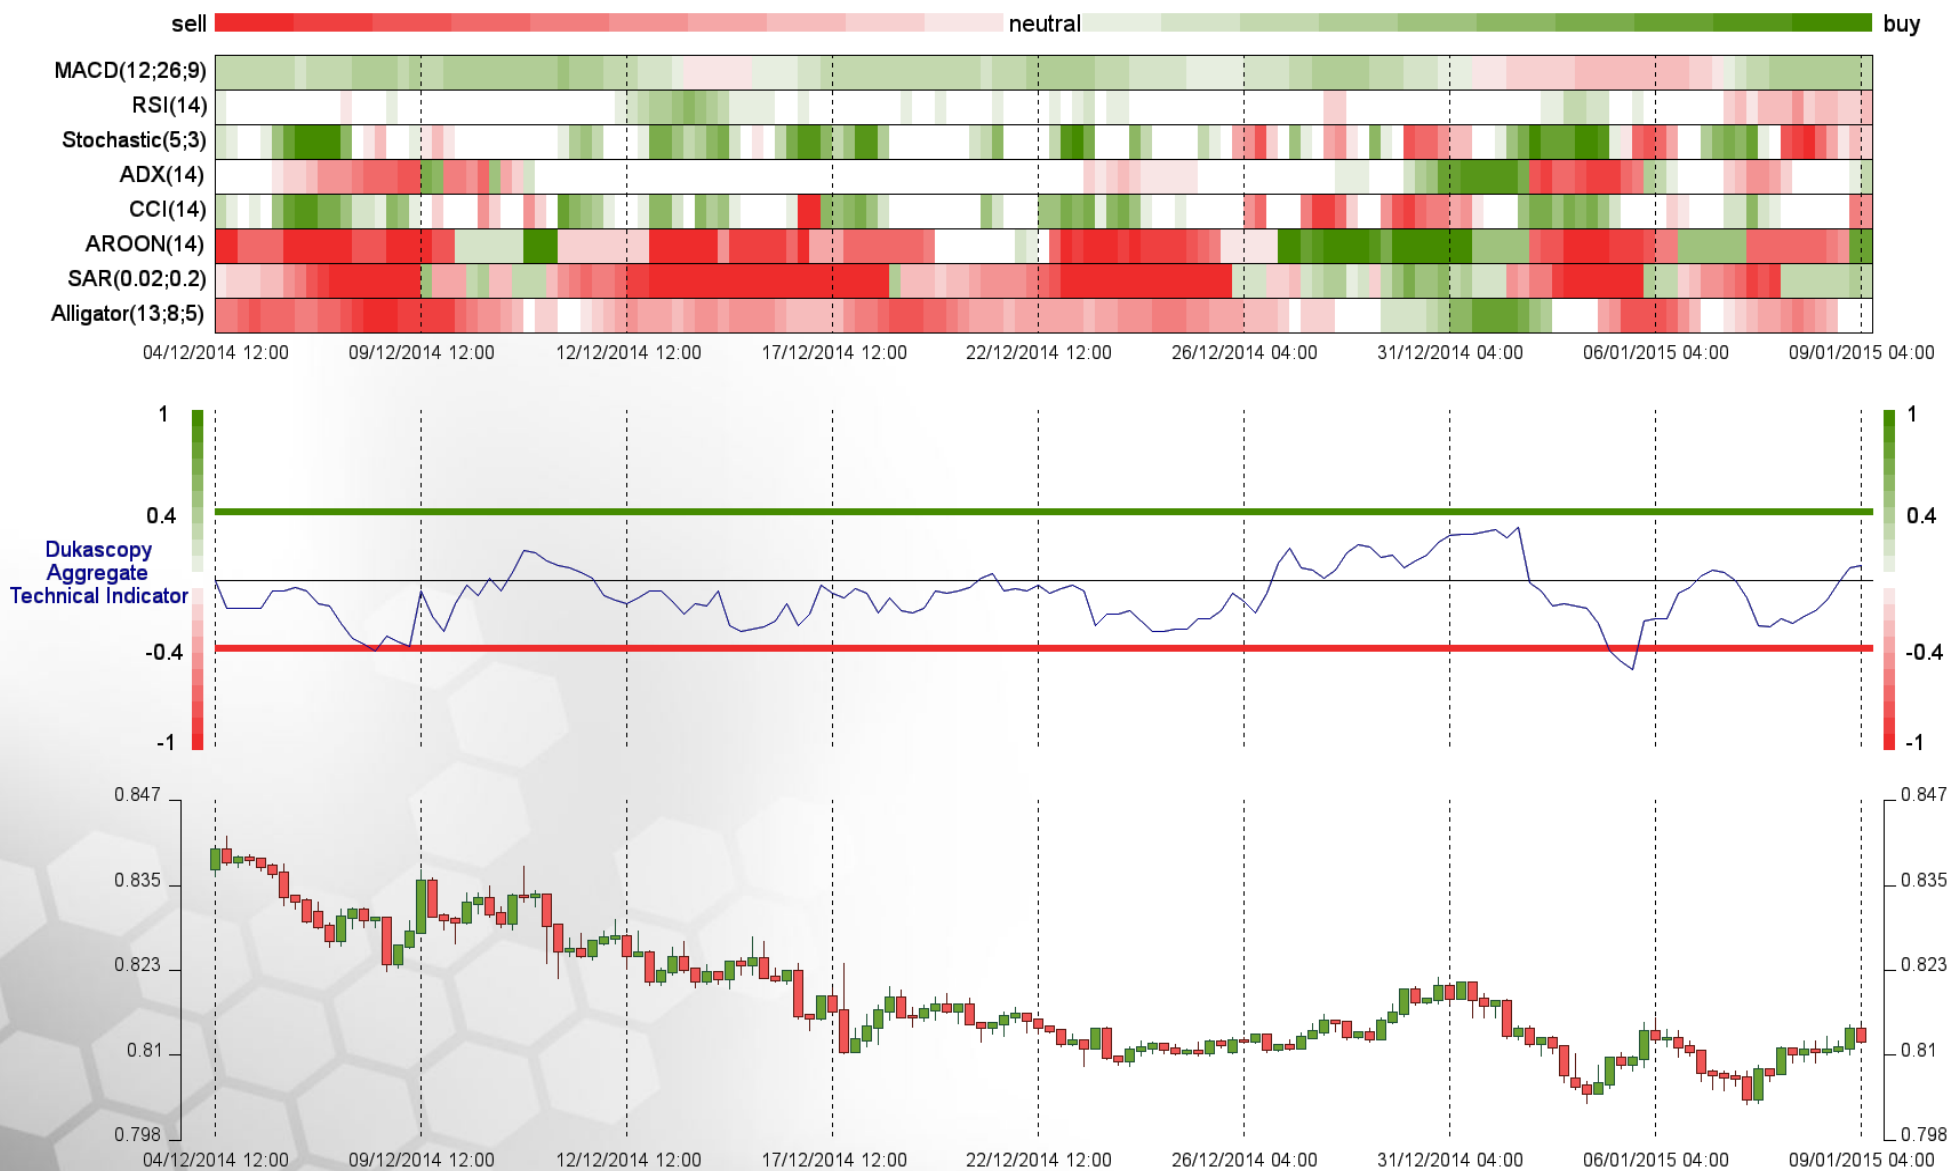 sell neutral buy
MACD(12;26;9)
RSI(14)
Stochastic(5;3)
ADX(14)
CCI(14)
AROON(14)
SAR(0.02;0.2)
Alligator(13;8;5)
04/12/2014 12:00 09/12/2014 12:00 12/12/2014 12:00 17/12/2014 12:00 22/12/2014 12:00 26/12/2014 04:00 31/12/2014 04:00 06/01/2015 04:00 09/01/2015 04:00
1 1
0.4 0.4
Dukascopy
Aggregate
Technical Indicator
-0.4 -0.4
-1 -1
0.847 0.847
0.835 0.835
0.823 0.823
0.81 0.81
0.798 0.798
04/12/2014 12:00 09/12/2014 12:00 12/12/2014 12:00 17/12/2014 12:00 22/12/2014 12:00 26/12/2014 04:00 31/12/2014 04:00 06/01/2015 04:00 09/01/2015 04:00